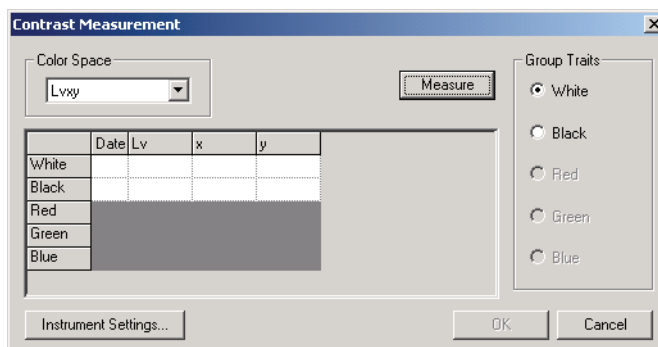 Contrast Measurement
Color Space
Lvxy
Measure
Group Traits
White
Black
Red
Green
Blue
Date Lv x y
White
Black
Red
Green
Blue
Instrument Settings...
OK
Cancel